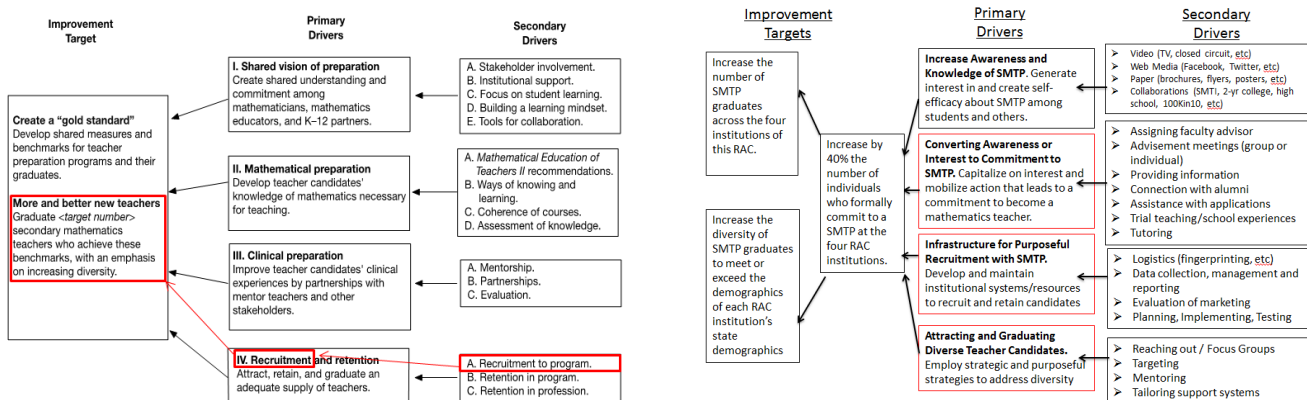 Improvement
Target
Primary
Drivers
Secondary
Drivers
Create a “gold standard”
Develop shared measures and
benchmarks for teacher
preparation programs and their
graduates.
More and better new teachers
Graduate <target number>
secondary mathematics
teachers who achieve these
benchmarks, with an emphasis
on increasing diversity.
I. Shared vision of preparation
Create shared understanding and
commitment among
mathematicians, mathematics
educators, and K–12 partners.
II. Mathematical preparation
Develop teacher candidates’
knowledge of mathematics necessary
for teaching.
III. Clinical preparation
Improve teacher candidates’ clinical
experiences by partnerships with
mentor teachers and other
stakeholders.
IV. Recruitment and retention
Attract, retain, and graduate an
adequate supply of teachers.
A. Stakeholder involvement.
B. Institutional support.
C. Focus on student learning.
D. Building a learning mindset.
E. Tools for collaboration.
A. Mathematical Education of
Teachers II recommendations.
B. Ways of knowing and
learning.
C. Coherence of courses.
D. Assessment of knowledge.
A. Mentorship.
B. Partnerships.
C. Evaluation.
A. Recruitment to program.
B. Retention in program.
C. Retention in profession.
Improvement
Targets
Primary
Drivers
Secondary
Drivers
Increase the
number of
SMTP
graduates
across the four
institutions of
this RAC.
Increase the
diversity of
SMTP graduates
to meet or
exceed the
demographics
of each RAC
institution’s
state
demographics
Increase by
40% the
number of
individuals
who formally
commit to a
SMTP at the
four RAC
institutions.
Increase Awareness and
Knowledge of SMTP. Generate
interest in and create self-
efficacy about SMTP among
students and others.
Converting Awareness or
Interest to Commitment to
SMTP. Capitalize on interest and
mobilize action that leads to a
commitment to become a
mathematics teacher.
Infrastructure for Purposeful
Recruitment with SMTP.
Develop and maintain
institutional systems/resources
to recruit and retain candidates
Attracting and Graduating
Diverse Teacher Candidates.
Employ strategic and purposeful
strategies to address diversity
Video (TV, closed circuit, etc)
Web Media (Facebook, Twitter, etc)
Paper (brochures, flyers, posters, etc)
Collaborations (SMTI, 2-yr college, high
school, 100Kin10, etc)
Assigning faculty advisor
Advisement meetings (group or
individual)
Providing information
Connection with alumni
Assistance with applications
Trial teaching/school experiences
Tutoring
Logistics (fingerprinting, etc)
Data collection, management and
reporting
Evaluation of marketing
Planning, Implementing, Testing
Reaching out / Focus Groups
Targeting
Mentoring
Tailoring support systems